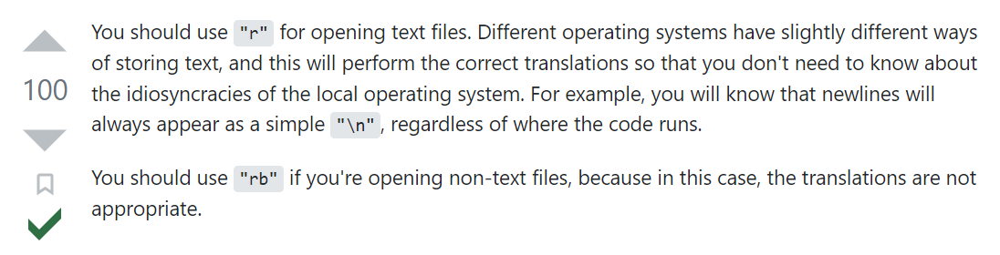 You should use "r" for opening text files. Different operating systems have slightly different ways
of storing text, and this will perform the correct translations so that you don't need to know about
100
the idiosyncracies of the local operating system. For example, you will know that newlines will
always appear as a simple "\n", regardless of where the code runs.
You should use "rb" if you're opening non-text files, because in this case, the translations are not
appropriate.